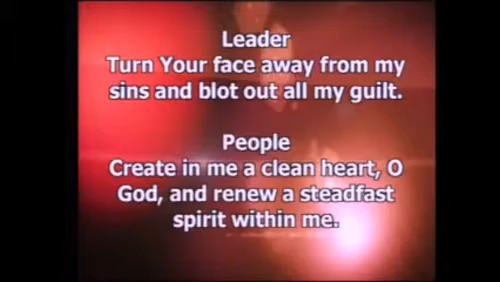 Leader
Turn Your face away from my
sins and blot out all my guilt.
People
Create in me a clean heart, O
God, and renew a steadfast
spirit within me.